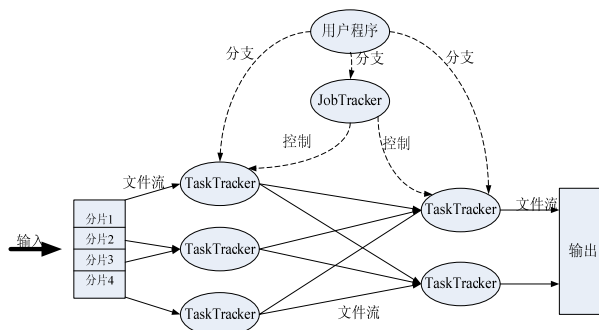 用户程序
分支
分支
分支
JobTracker
控制
控制
文件流
TaskTracker
TaskTracker
文件流
分片1
输入
分片2
分片3
分片4
TaskTracker
TaskTracker
输出
TaskTracker
文件流